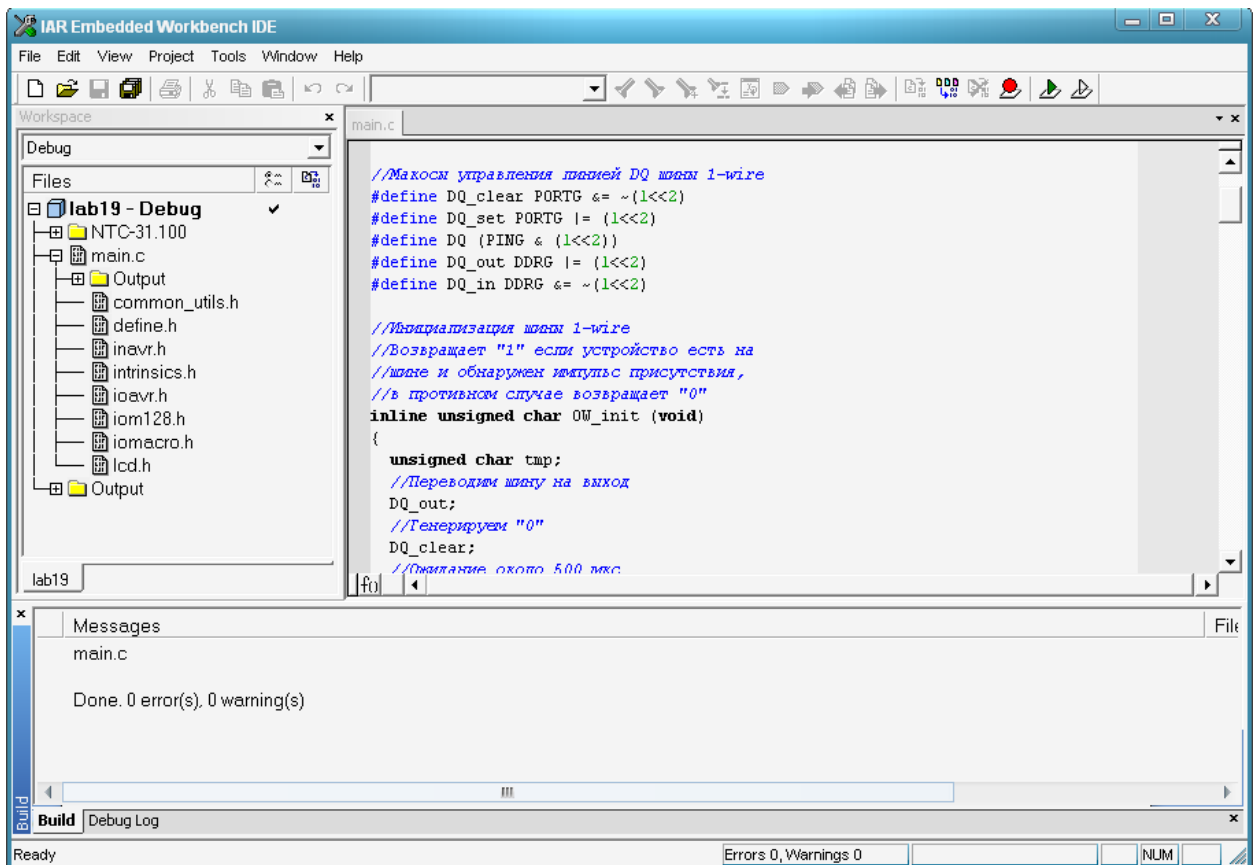 IAR Embedded Workbench IDE
File Edit View Project Tools Window Help
Workspace
Debug
Files
lab19 - Debug
NTC-31.100
main.c
Output
common_utils.h
define.h
inavr.h
intrinsics.h
ioavr.h
iom128.h
iomacro.h
lcd.h
Output
lab19
main.c
//Макосы управления линией DQ шины 1-wire
#define DQ_clear PORTG &= ~(1<<2)
#define DQ_set PORTG |= (1<<2)
#define DQ (PING & (1<<2))
#define DQ_out DDRG |= (1<<2)
#define DQ_in DDRG &= ~(1<<2)
//Инициализация шины 1-wire
//Возвращает "1" если устройство есть на
//шине и обнаружен импульс присутствия,
//в противном случае возвращает "0"
inline unsigned char OW_init (void)
{
unsigned char tmp;
//Переводим шину на выход
DQ_out;
//Генерируем "0"
DQ_clear;
//Ожидание около 500 мкс
f()
Messages File
main.c
Done. 0 error(s), 0 warning(s)
Build
Build Debug Log
Ready Errors 0, Warnings 0 NUM